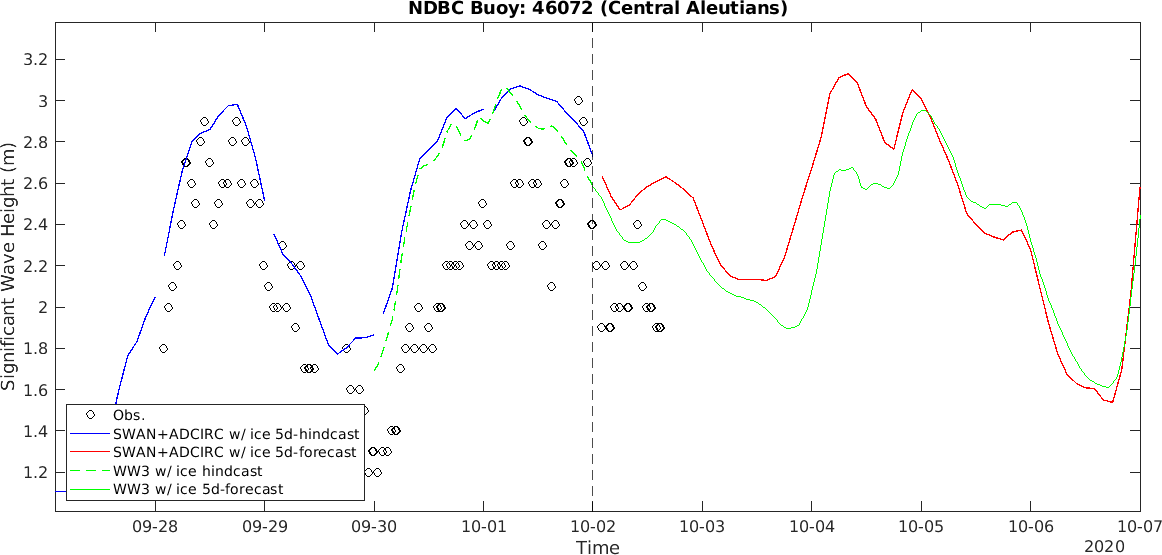 NDBC Buoy: 46072 (Central Aleutians)
Significant Wave Height (m)
3.2
3
2.8
2.6
2.4
2.2
2
1.8
1.6
1.4
1.2
Obs.
SWAN+ADCIRC w/ ice 5d-hindcast
SWAN+ADCIRC w/ ice 5d-forecast
WW3 w/ ice hindcast
WW3 w/ ice 5d-forecast
09-28 09-29 09-30 10-01 10-02 10-03 10-04 10-05 10-06 10-07
Time
2020